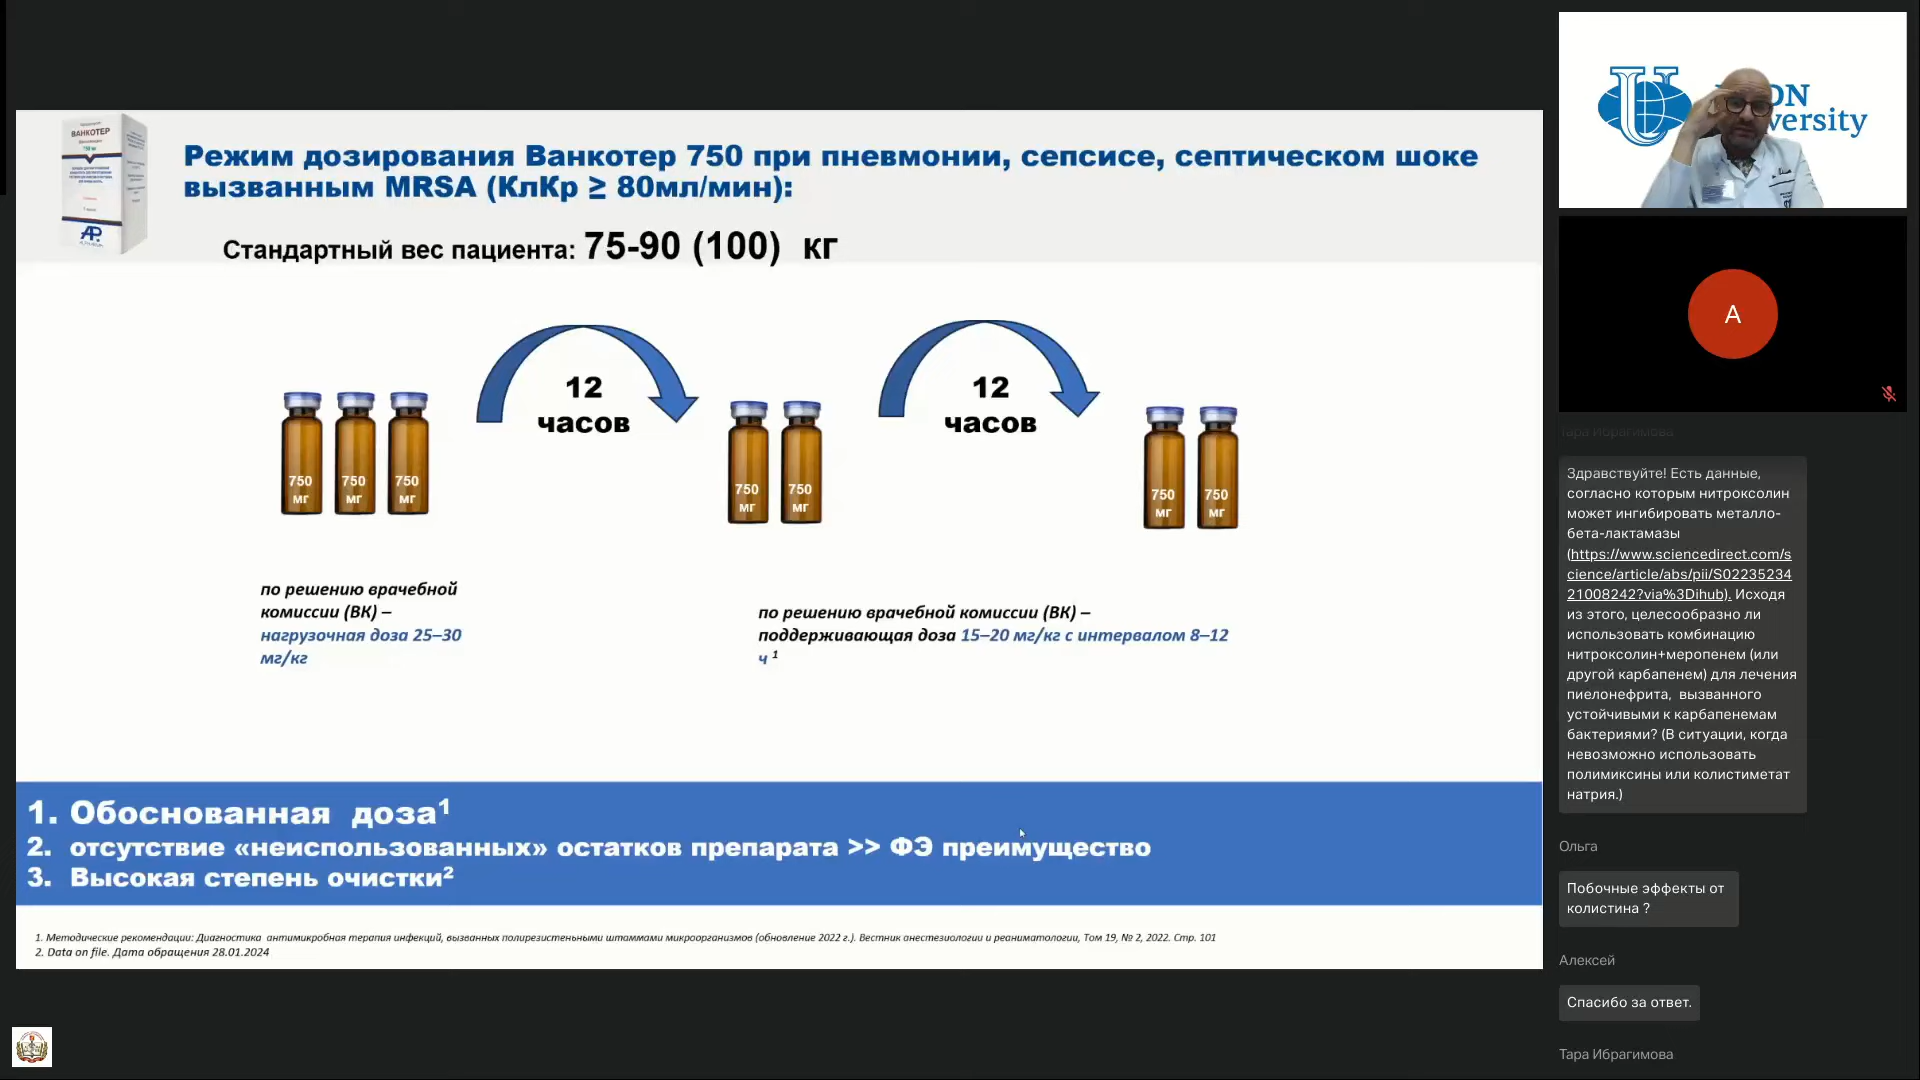 Режим дозирования Ванкотер 750 при пневмонии, сепсисе, септическом шоке
вызванным MRSA (КлКр ≥ 80мл/мин):
Стандартный вес пациента: 75-90 (100) кг
ВАНКОТЕР
AP
12
часов
12
часов
750
мг
750
мг
750
мг
750
мг
750
мг
750
мг
750
мг
по решению врачебной
комиссии (ВК) –
нагрузочная доза 25–30
мг/кг
по решению врачебной комиссии (ВК) –
поддерживающая доза 15–20 мг/кг с интервалом 8–12
ч ¹
1. Обоснованная доза¹
2. отсутствие «неиспользованных» остатков препарата >> ФЭ преимущество
3. Высокая степень очистки²
1. Методические рекомендации: Диагностика антимикробная терапия инфекций, вызванных полирезистентными штаммами микроорганизмов (обновление 2022 г.). Вестник анестезиологии и реаниматологии, Том 19, № 2, 2022. Стр. 101
2. Data on file. Дата обращения 28.01.2024
ON
versity
A
Тара Ибрагимова
Здравствуйте! Есть данные,
согласно которым нитроксолин
может ингибировать металло-
бета-лактамазы
(https://www.sciencedirect.com/s
cience/article/abs/pii/S02235234
21008242?via%3Dihub). Исходя
из этого, целесообразно ли
использовать комбинацию
нитроксолин+меропенем (или
другой карбапенем) для лечения
пиелонефрита, вызванного
устойчивыми к карбапенемам
бактериями? (В ситуации, когда
невозможно использовать
полимиксины или колистиметат
натрия.)
Ольга
Побочные эффекты от
колистина ?
Алексей
Спасибо за ответ.
Тара Ибрагимова